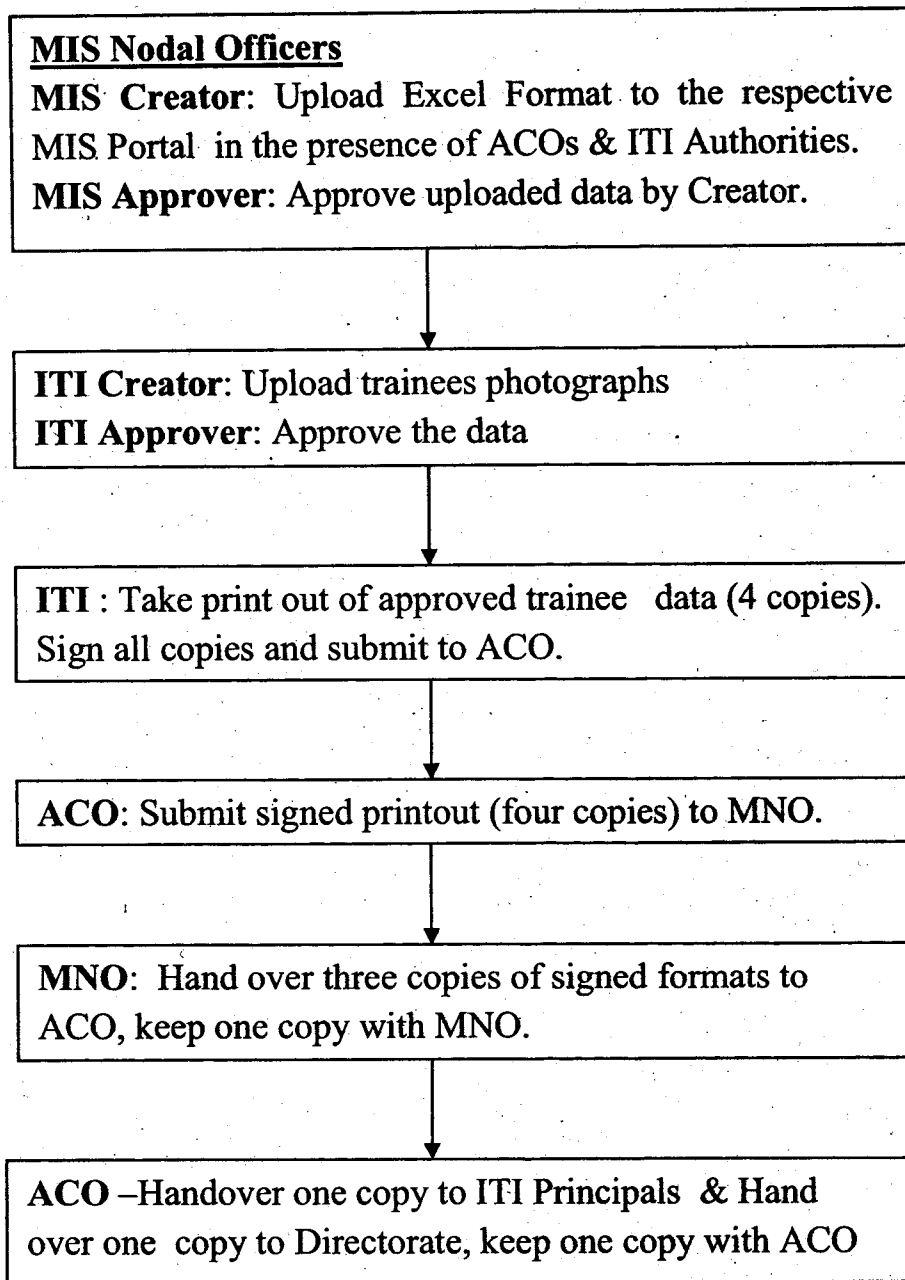 MIS Nodal Officers
MIS Creator: Upload Excel Format to the respective
MIS Portal in the presence of ACOs & ITI Authorities.
MIS Approver: Approve uploaded data by Creator.
ITI Creator: Upload trainees photographs
ITI Approver: Approve the data
ITI : Take print out of approved trainee data (4 copies).
Sign all copies and submit to ACO.
ACO: Submit signed printout (four copies) to MNO.
MNO: Hand over three copies of signed formats to
ACO, keep one copy with MNO.
ACO –Handover one copy to ITI Principals & Hand
over one copy to Directorate, keep one copy with ACO